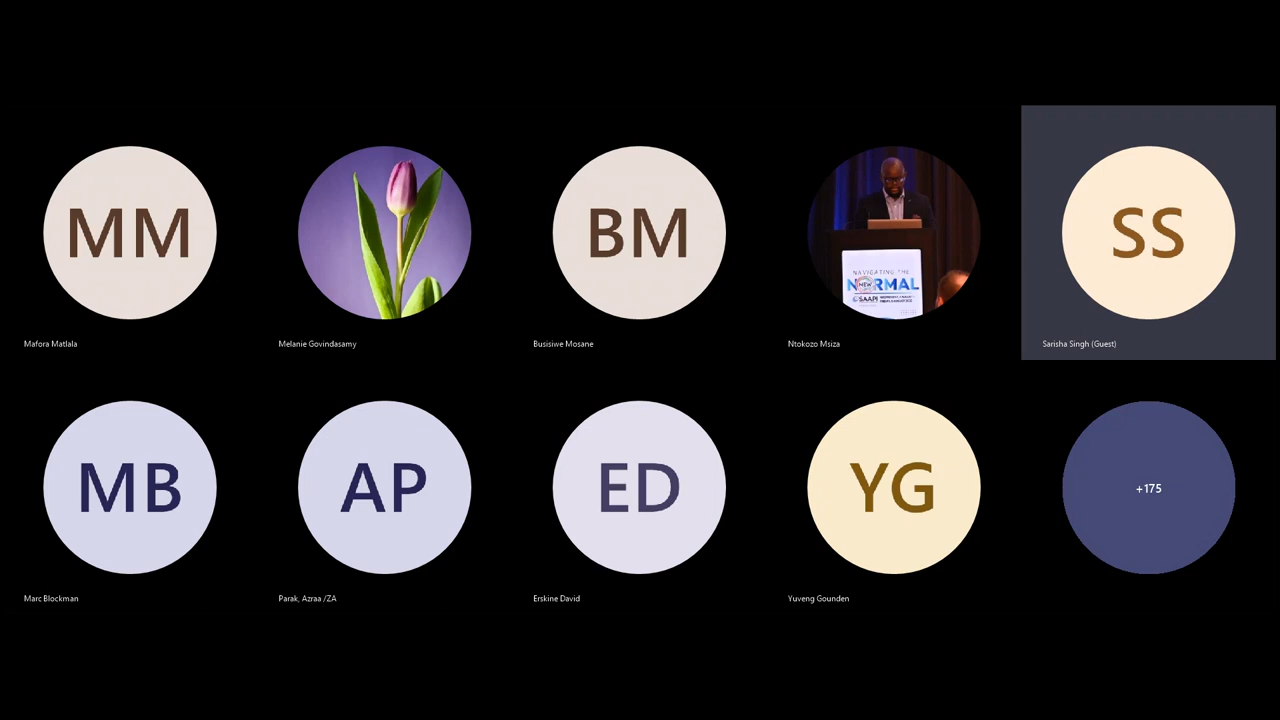 MM
BM
NAVIGATING THE
NEW
NORMAL
SAAPI
SS
Mafora Matlala
Melanie Govindasamy
Busisiwe Mosane
Ntokozo Msiza
Sarisha Singh (Guest)
MB
AP
ED
YG
+175
Marc Blockman
Parak, Azraa /ZA
Erskine David
Yuveng Gounden